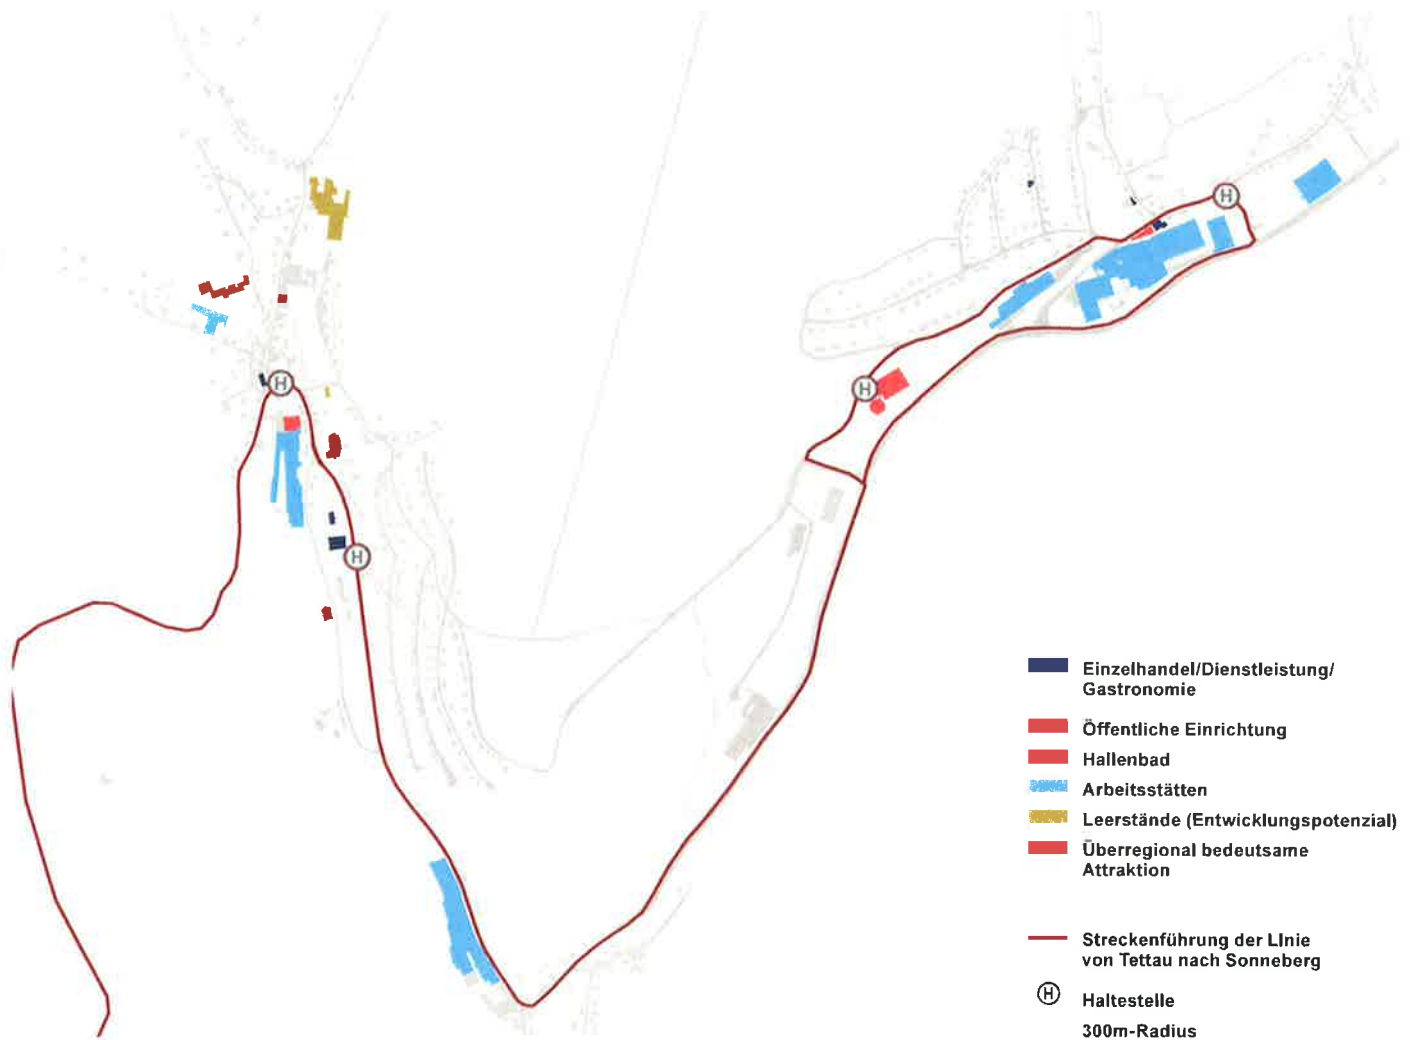 H
H
H
H
H
Einzelhandel/Dienstleistung/
Gastronomie
Öffentliche Einrichtung
Hallenbad
Arbeitsstätten
Leerstände (Entwicklungspotenzial)
Überregional bedeutsame
Attraktion
Streckenführung der Linie
von Tettau nach Sonneberg
H Haltestelle
300m-Radius